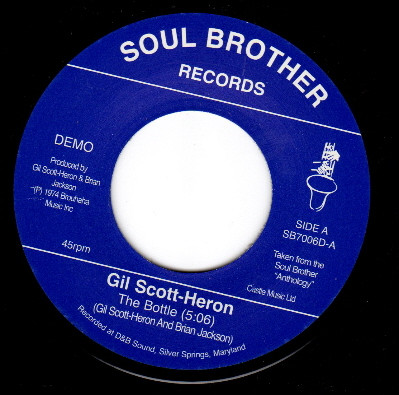 SOUL BROTHER
RECORDS
DEMO
Produced by
Gil Scott-Heron & Brian
Jackson
(P) 1974 Brouhaha
Music Inc
45rpm
SIDE A
SB7006D-A
Taken from the
Soul Brother
"Anthology"
Castle Music Ltd
Gil Scott-Heron
The Bottle (5:06)
(Gil Scott-Heron And Brian Jackson)
Recorded at D&B Sound, Silver Springs, Maryland